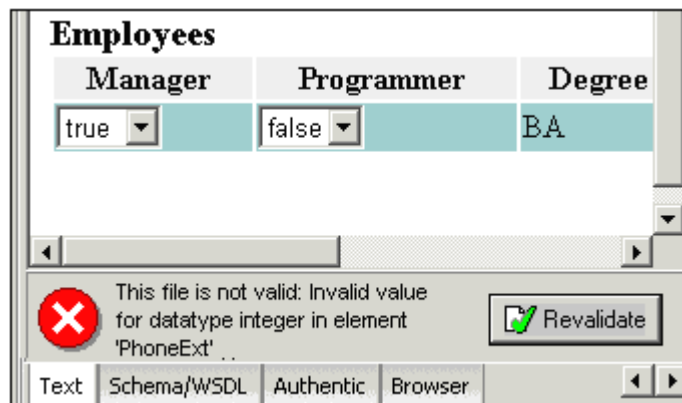 Employees
Manager Programmer Degree
true false BA
This file is not valid: Invalid value
for datatype integer in element
'PhoneExt'
Revalidate
Text Schema/WSDL Authentic Browser